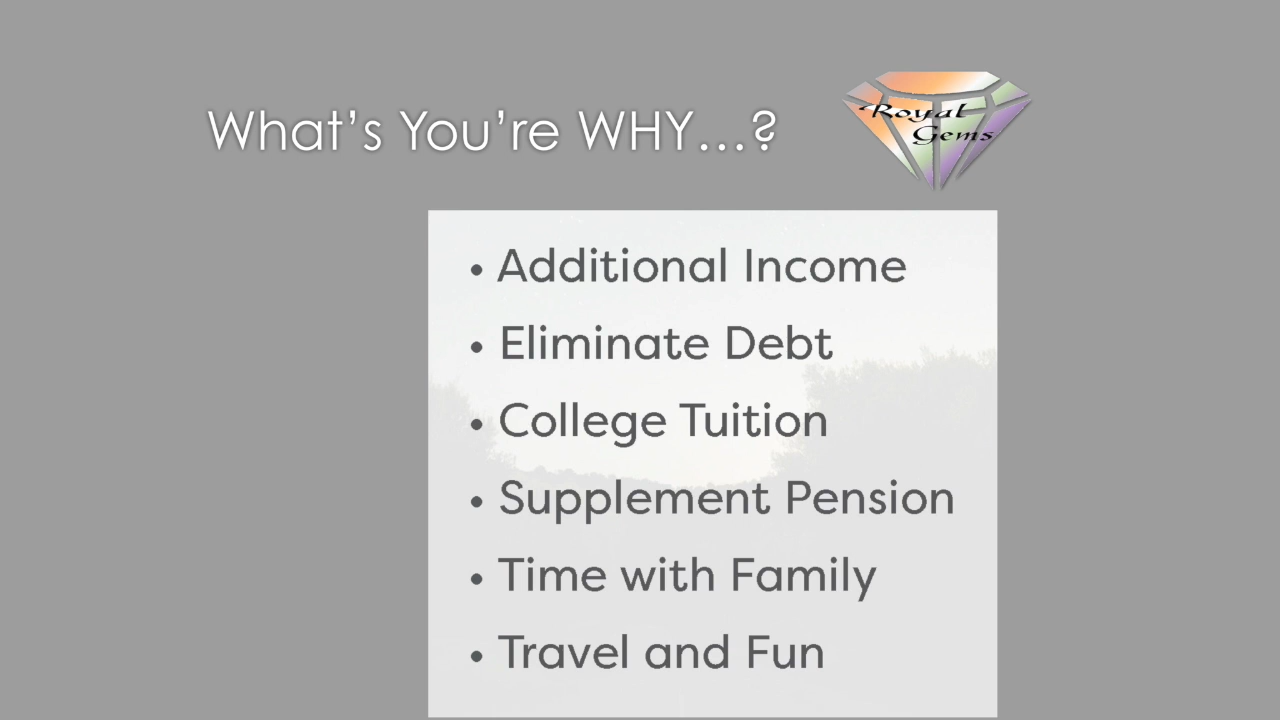 What’s You’re WHY…?
Royal
Gems
• Additional Income
• Eliminate Debt
• College Tuition
• Supplement Pension
• Time with Family
• Travel and Fun